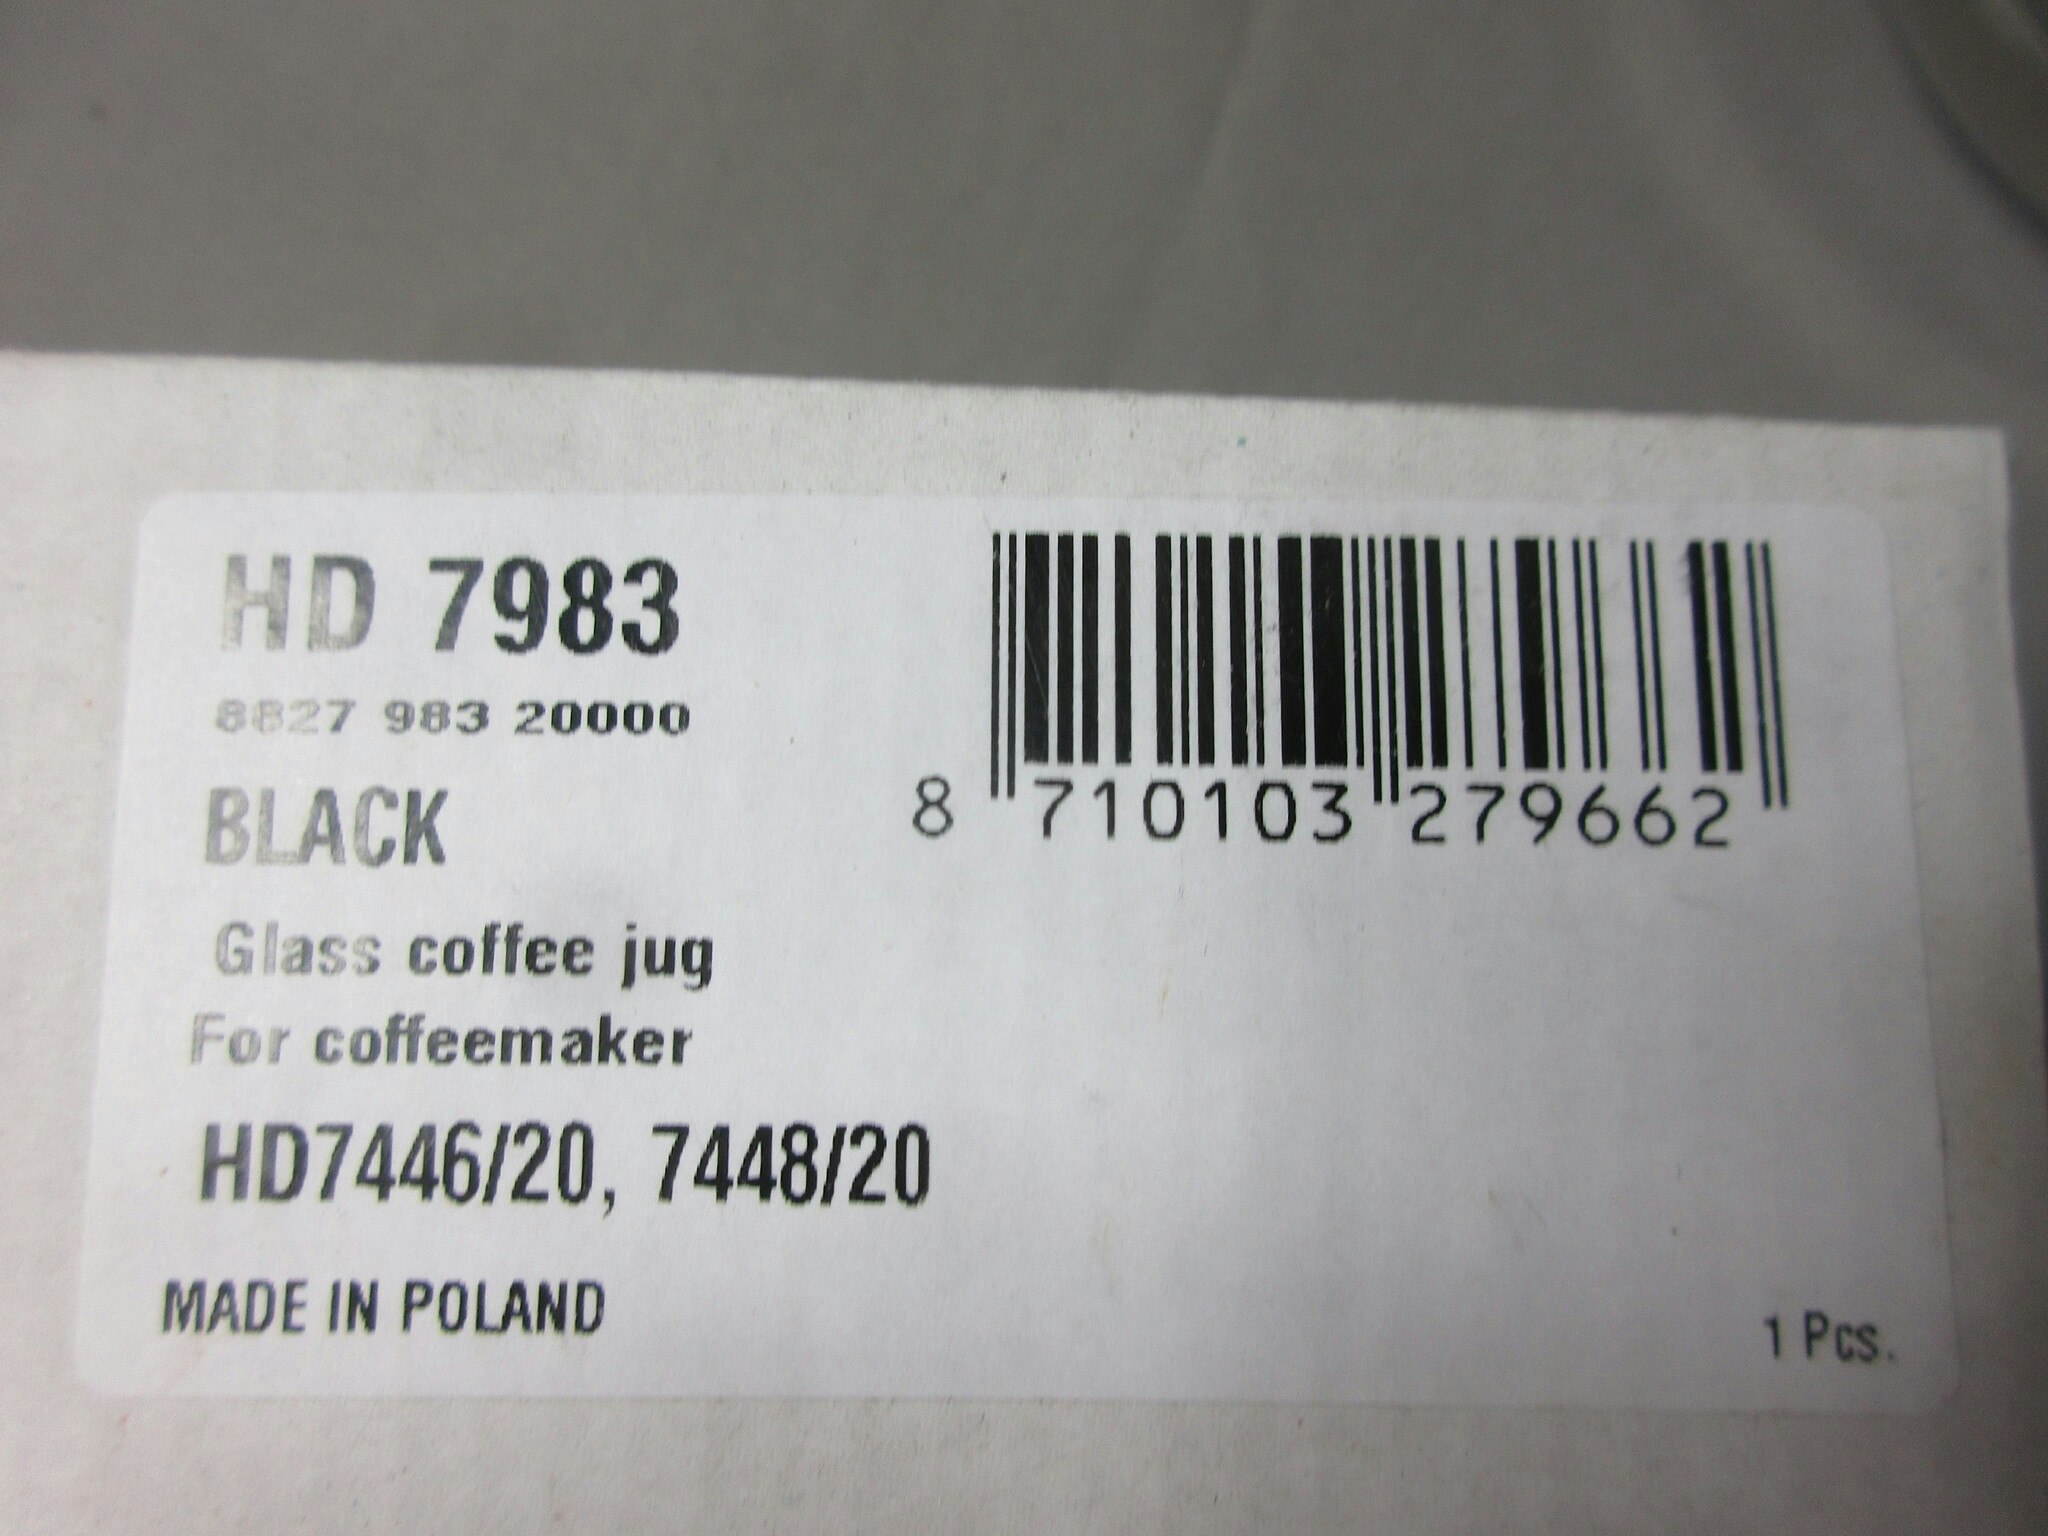 HD 7983
8827 983 20000
BLACK
Glass coffee jug
For coffeemaker
HD7446/20, 7448/20
MADE IN POLAND
8 710103 279662
1 Pcs.